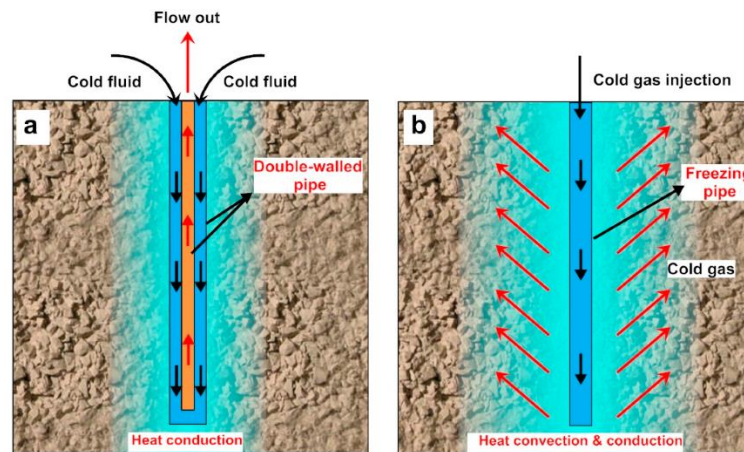 Flow out
Cold fluid
Cold fluid
a
Double-walled
pipe
Heat conduction
Cold gas injection
b
Freezing
pipe
Cold gas
Heat convection & conduction